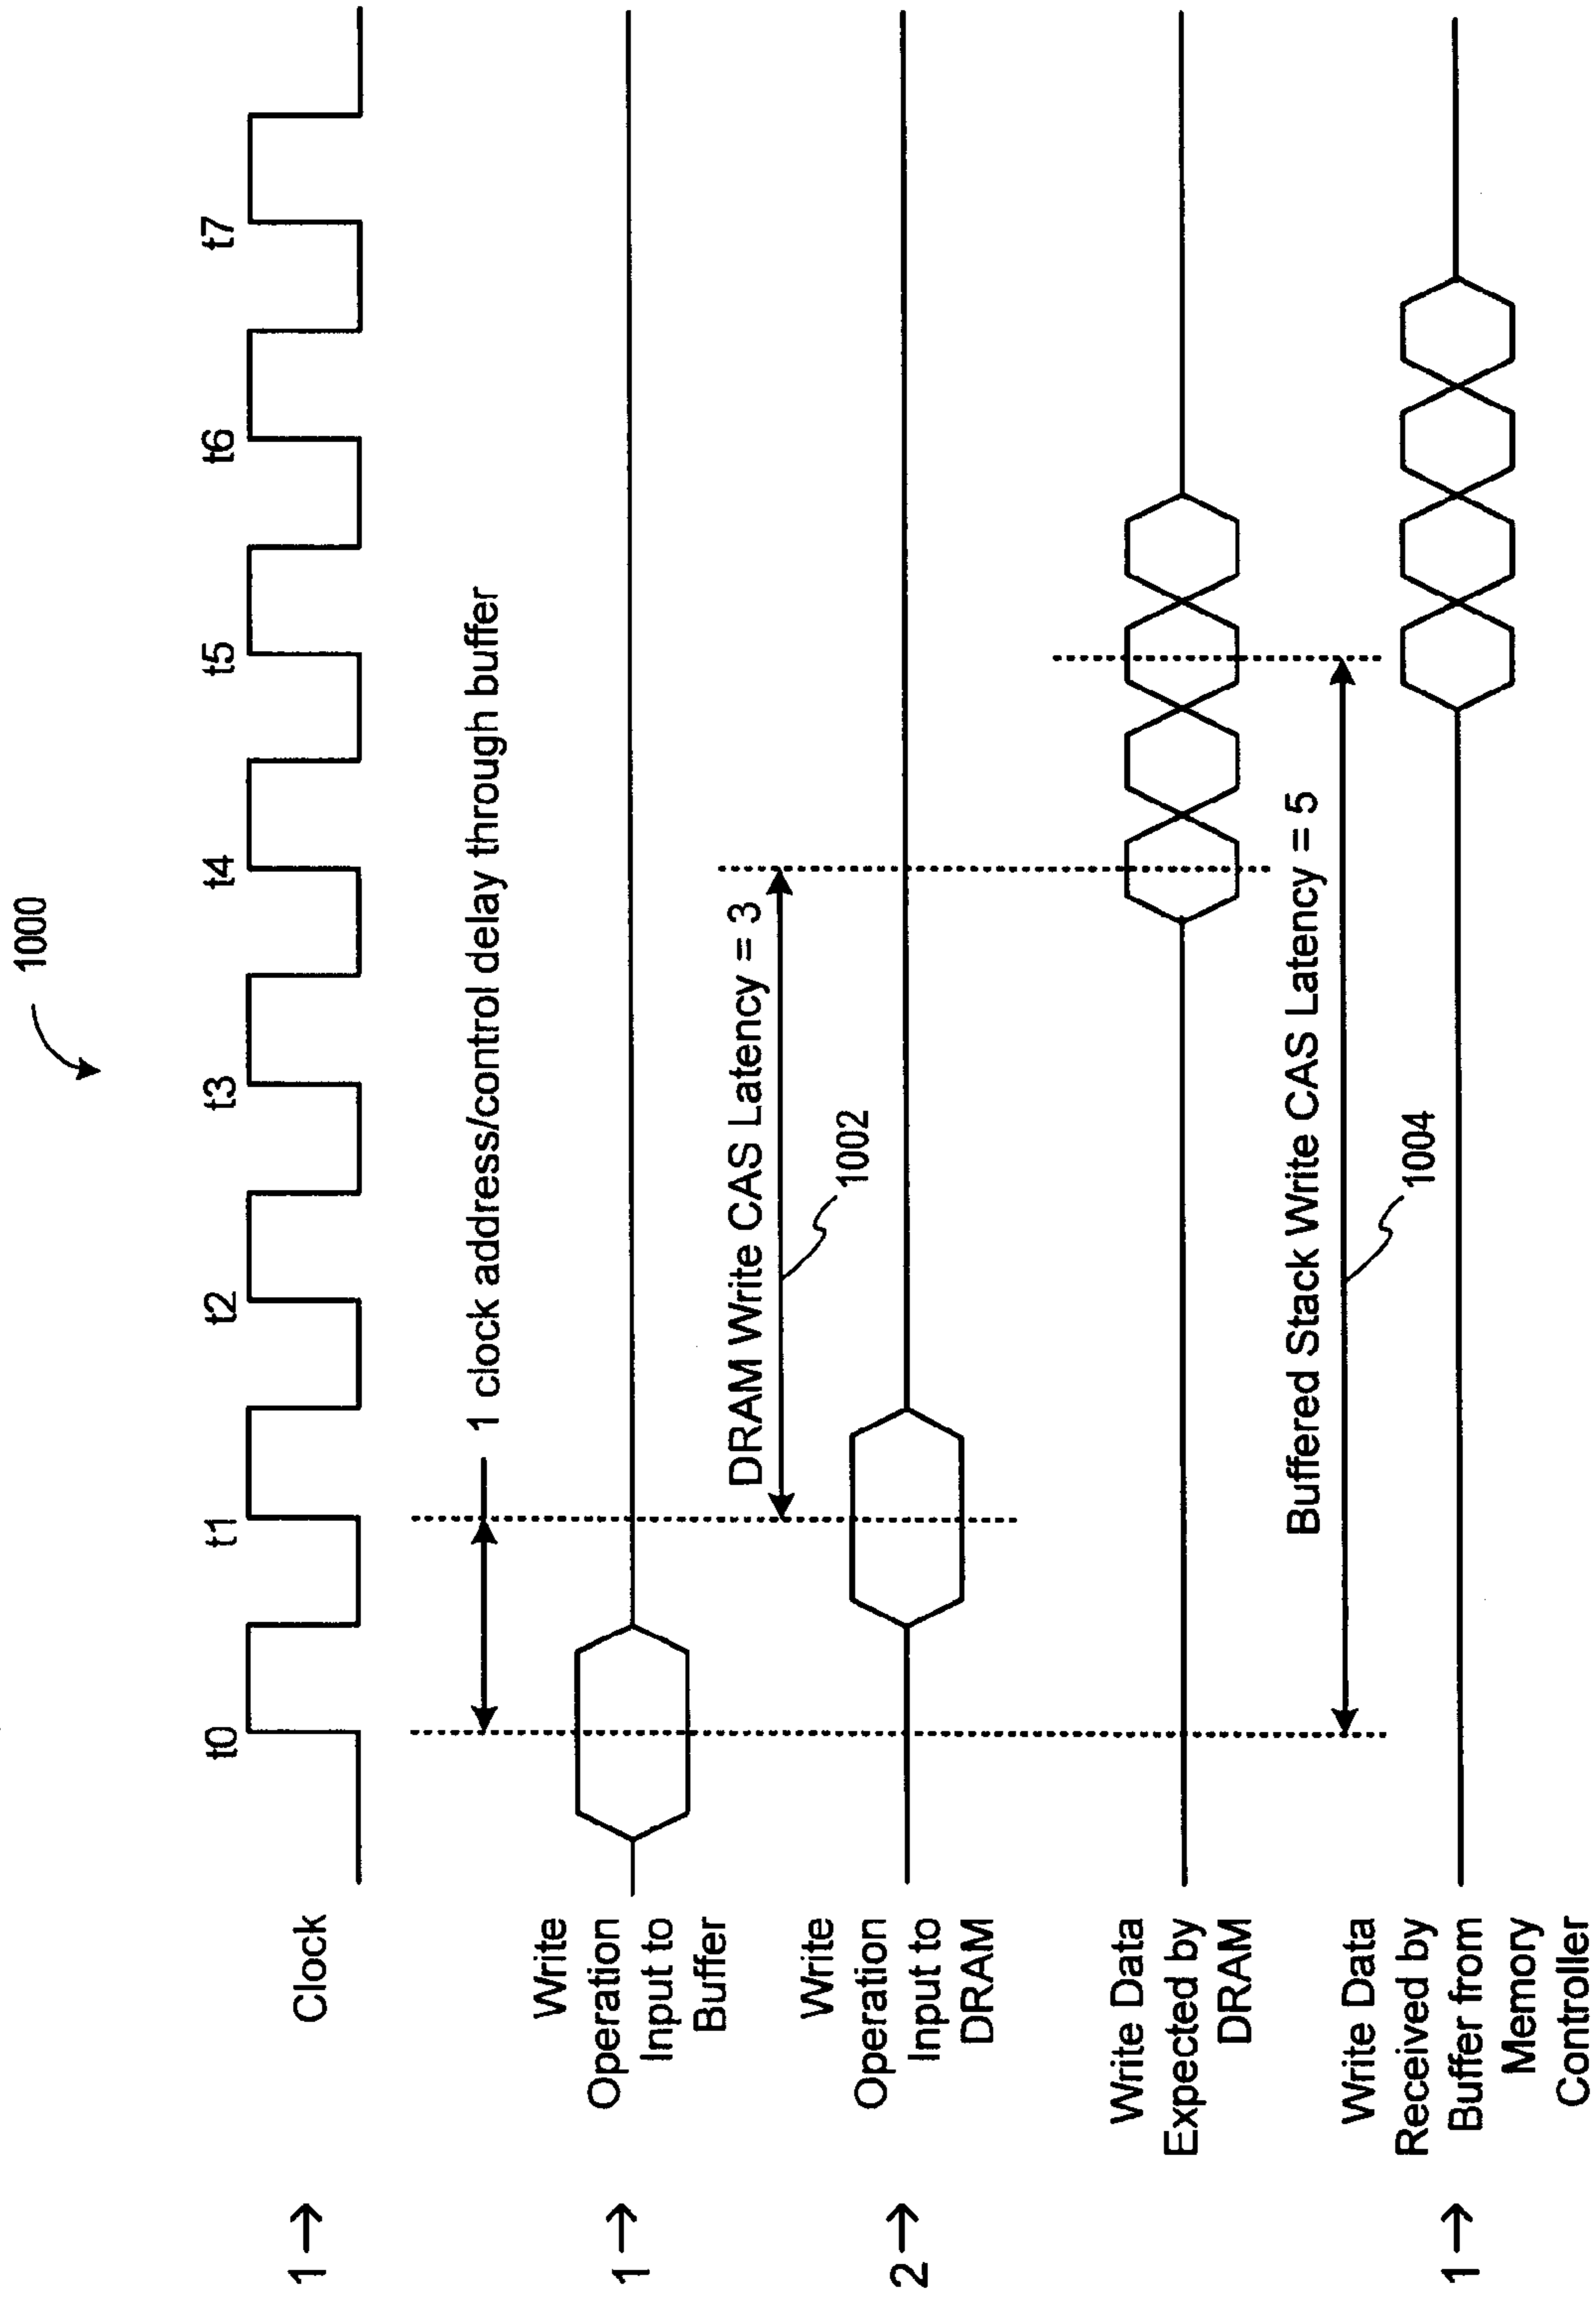 1000
t0 t1 t2 t3 t4 t5 t6 t7
1→ Clock
1 clock address/control delay through buffer
1→ Write
Operation
Input to
Buffer
DRAM Write CAS Latency = 3
1002
2→ Write
Operation
Input to
DRAM
Write Data
Expected by
DRAM
Buffered Stack Write CAS Latency = 5
1004
1→ Write Data
Received by
Buffer from
Memory
Controller